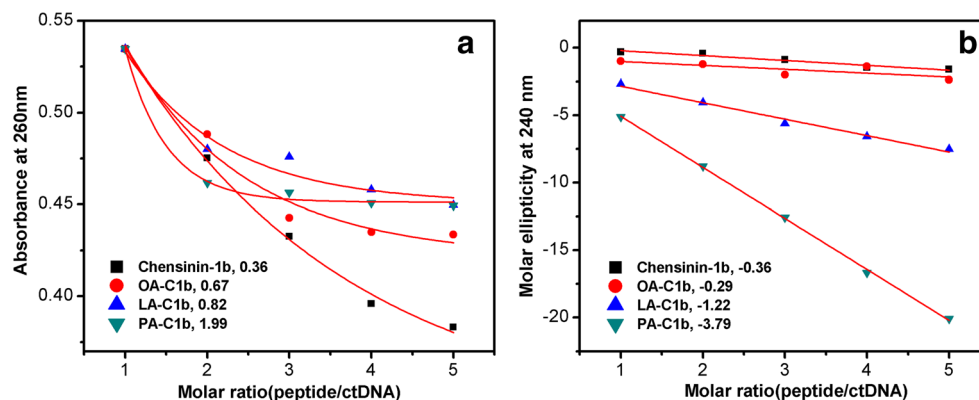 a
Absorbance at 260nm
0.55
0.50
0.45
0.40
Chensinin-1b, 0.36
OA-C1b, 0.67
LA-C1b, 0.82
PA-C1b, 1.99
1 2 3 4 5
Molar ratio(peptide/ctDNA)
b
Molar ellipticity at 240 nm
0
-5
-10
-15
-20
Chensinin-1b, -0.36
OA-C1b, -0.29
LA-C1b, -1.22
PA-C1b, -3.79
1 2 3 4 5
Molar ratio(peptide/ctDNA)